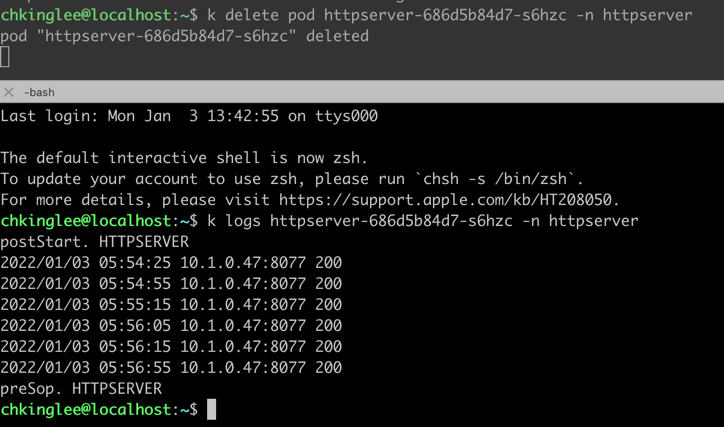 chkinglee@localhost:~$ k delete pod httpserver-686d5b84d7-s6hzc -n httpserver
pod "httpserver-686d5b84d7-s6hzc" deleted
-bash
Last login: Mon Jan  3 13:42:55 on ttys000
The default interactive shell is now zsh.
To update your account to use zsh, please run `chsh -s /bin/zsh`.
For more details, please visit https://support.apple.com/kb/HT208050.
chkinglee@localhost:~$ k logs httpserver-686d5b84d7-s6hzc -n httpserver
postStart. HTTPSERVER
2022/01/03 05:54:25 10.1.0.47:8077 200
2022/01/03 05:54:55 10.1.0.47:8077 200
2022/01/03 05:55:15 10.1.0.47:8077 200
2022/01/03 05:56:05 10.1.0.47:8077 200
2022/01/03 05:56:15 10.1.0.47:8077 200
2022/01/03 05:56:55 10.1.0.47:8077 200
preSop. HTTPSERVER
chkinglee@localhost:~$